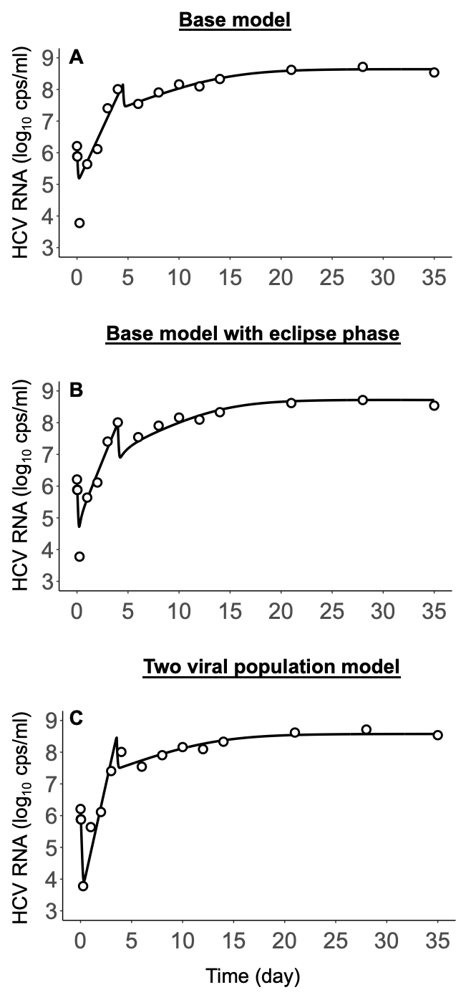 Base model
A
HCV RNA (log10 cps/ml)
9
8
7
6
5
4
3
0 5 10 15 20 25 30 35
Base model with eclipse phase
B
HCV RNA (log10 cps/ml)
9
8
7
6
5
4
3
0 5 10 15 20 25 30 35
Two viral population model
C
HCV RNA (log10 cps/ml)
9
8
7
6
5
4
3
0 5 10 15 20 25 30 35
Time (day)